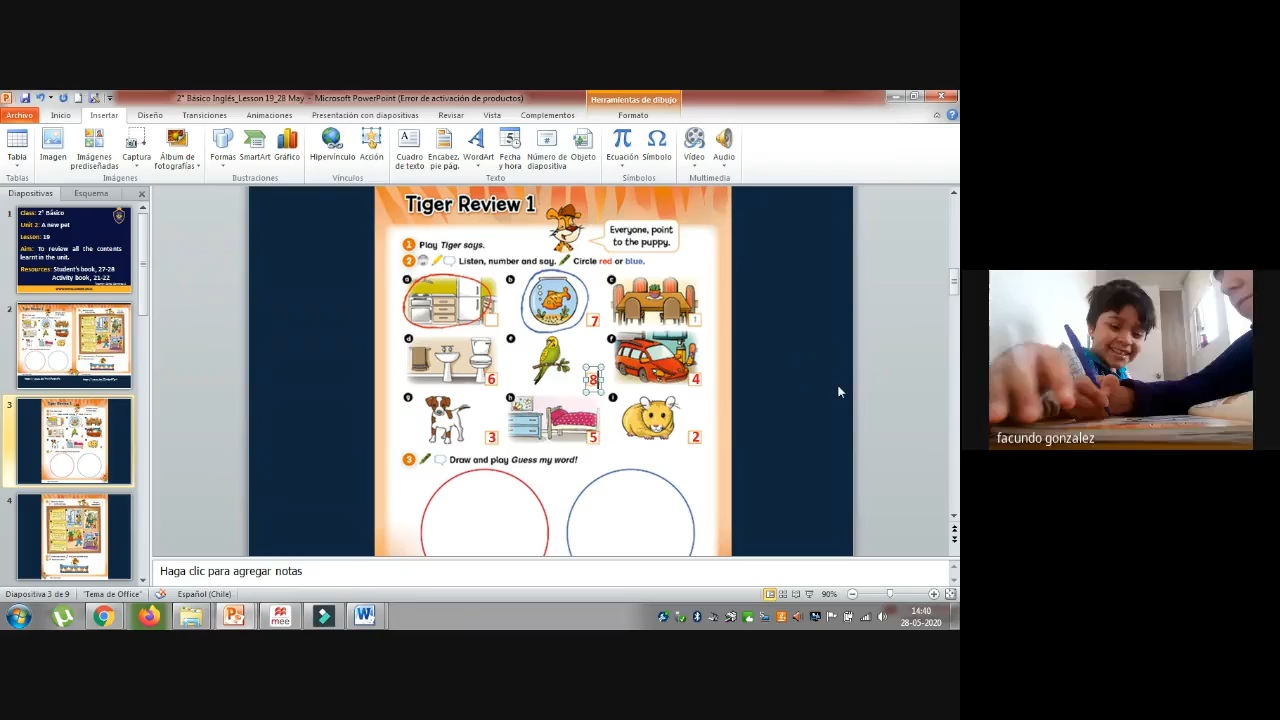 2° Básico Inglés_Lesson 19_28 May - Microsoft PowerPoint (Error de activación de productos)
Herramientas de dibujo
Archivo Inicio Insertar Diseño Transiciones Animaciones Presentación con diapositivas Revisar Vista Complementos Formato
Tabla Imagen Imágenes prediseñadas Captura Álbum de fotografías Formas SmartArt Gráfico Hipervínculo Acción Cuadro de texto Encabez. pie pág. WordArt Fecha y hora Número de diapositiva Objeto Ecuación Símbolo Vídeo Audio
Tablas Imágenes Ilustraciones Vínculos Texto Símbolos Multimedia
Diapositivas Esquema
1
Class: 2° Básico
Unit 2: A new pet
Lesson: 19
Aim: To review all the contents learnt in the unit.
Resources: Student's book, 27-28
Activity book, 21-22
2
3
4
Tiger Review 1
Everyone, point
to the puppy.
1 Play Tiger says.
2 Listen, number and say. Circle red or blue.
a b c
7
d e f
6 8 4
g h i
3 5 2
3 Draw and play Guess my word!
Haga clic para agregar notas
Diapositiva 3 de 9 "Tema de Office" Español (Chile) 90%
mee
14:40
28-05-2020
facundo gonzalez